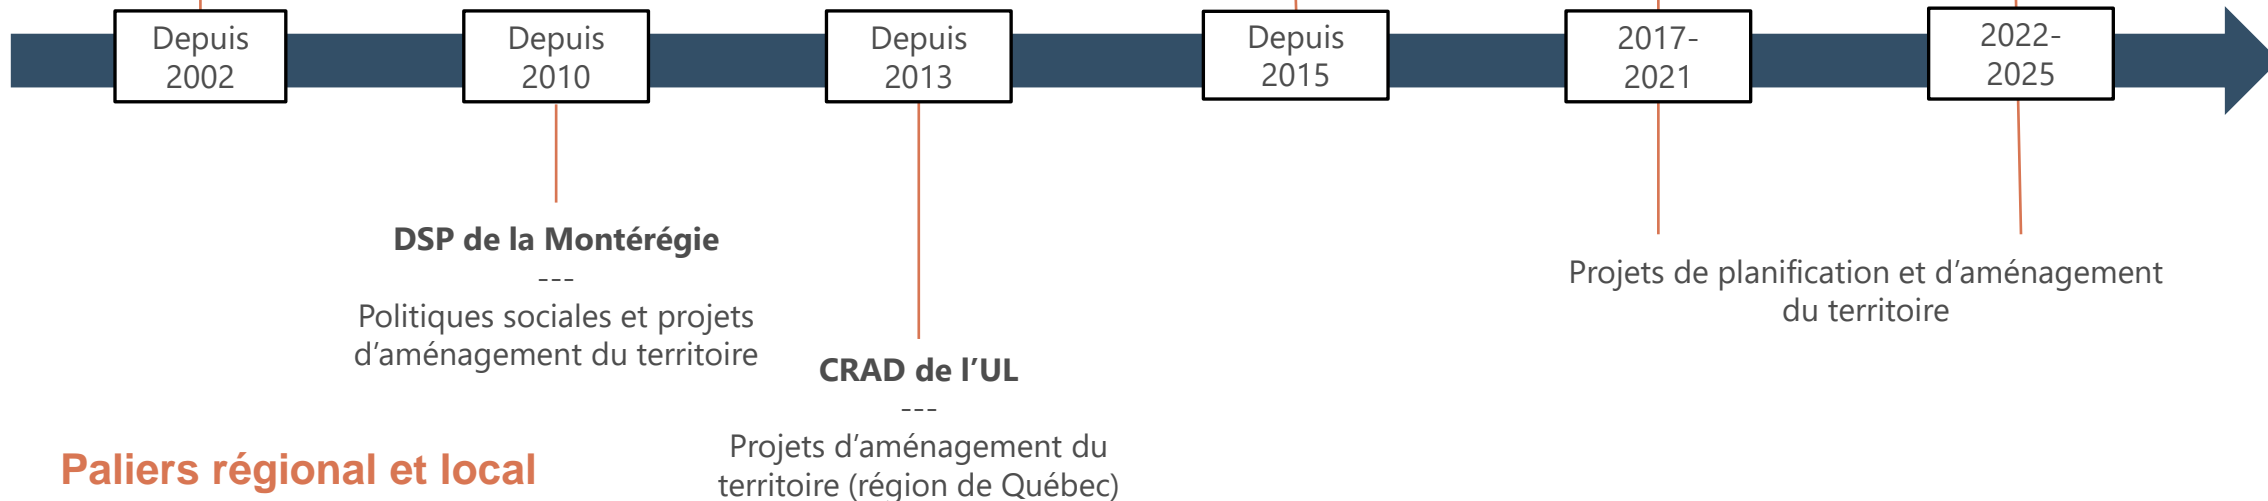 Depuis
2002
Depuis
2010
Depuis
2013
Depuis
2015
2017-
2021
2022-
2025
DSP de la Montérégie
---
Politiques sociales et projets
d’aménagement du territoire
CRAD de l’UL
---
Projets d’aménagement du
territoire (région de Québec)
Projets de planification et d’aménagement
du territoire
Paliers régional et local